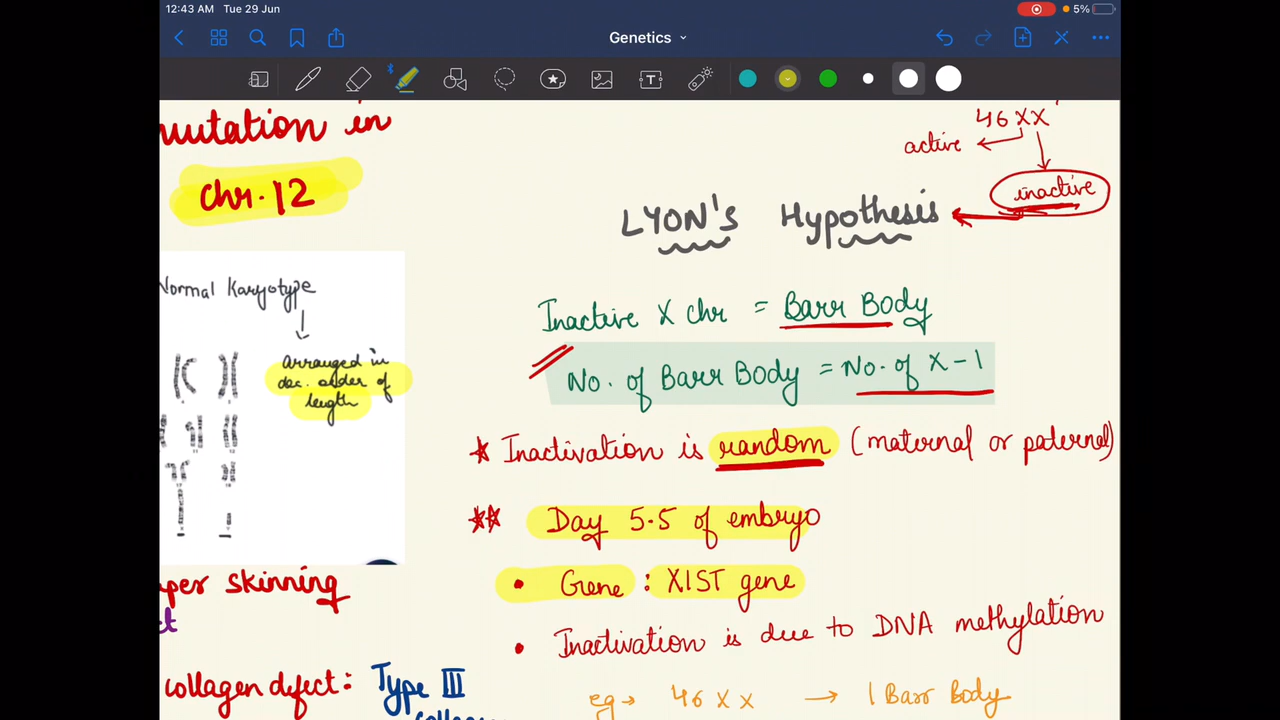 12:43 AM Tue 29 Jun
5%
Genetics
mutation in
Chr. 12
46 XX
active
inactive
LYON's Hypothesis
Normal Karyotype
Arranged in
dec. order of
length
Inactive X chr = Barr Body
No. of Barr Body = No. of X - 1
* Inactivation is random (maternal or paternal)
** Day 5.5 of embryo
• Gene : XIST gene
• Inactivation is due to DNA methylation
eg → 46 XX → 1 Barr Body
per skinning
ct
collagen defect: Type III
collagen